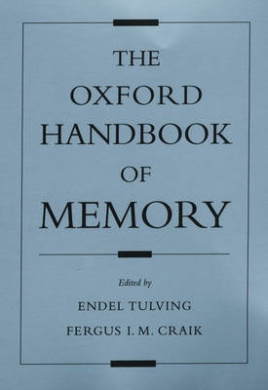 THE
OXFORD
HANDBOOK
OF
MEMORY
Edited by
ENDEL TULVING
FERGUS I. M. CRAIK